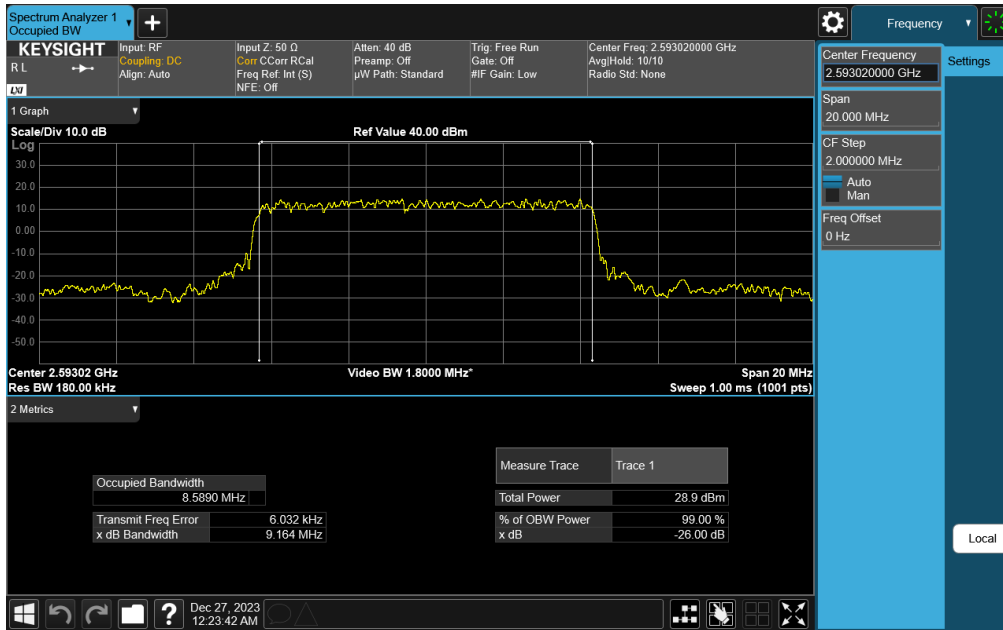 Spectrum Analyzer 1
Occupied BW
Frequency
KEYSIGHT
R L
LXI
Input: RF
Coupling: DC
Align: Auto
Input Z: 50 Ω
Corr CCorr RCal
Freq Ref: Int (S)
NFE: Off
Atten: 40 dB
Preamp: Off
µW Path: Standard
Trig: Free Run
Gate: Off
#IF Gain: Low
Center Freq: 2.593020000 GHz
Avg|Hold: 10/10
Radio Std: None
Center Frequency
2.593020000 GHz
Settings
Span
20.000 MHz
CF Step
2.000000 MHz
Auto
Man
Freq Offset
0 Hz
Local
1 Graph
Scale/Div 10.0 dB
Ref Value 40.00 dBm
Log
30.0
20.0
10.0
0.00
-10.0
-20.0
-30.0
-40.0
-50.0
Center 2.59302 GHz
Video BW 1.8000 MHz*
Span 20 MHz
Res BW 180.00 kHz
Sweep 1.00 ms (1001 pts)
2 Metrics
Occupied Bandwidth
8.5890 MHz
Transmit Freq Error 6.032 kHz
x dB Bandwidth 9.164 MHz
Measure Trace Trace 1
Total Power 28.9 dBm
% of OBW Power 99.00 %
x dB -26.00 dB
?
Dec 27, 2023
12:23:42 AM